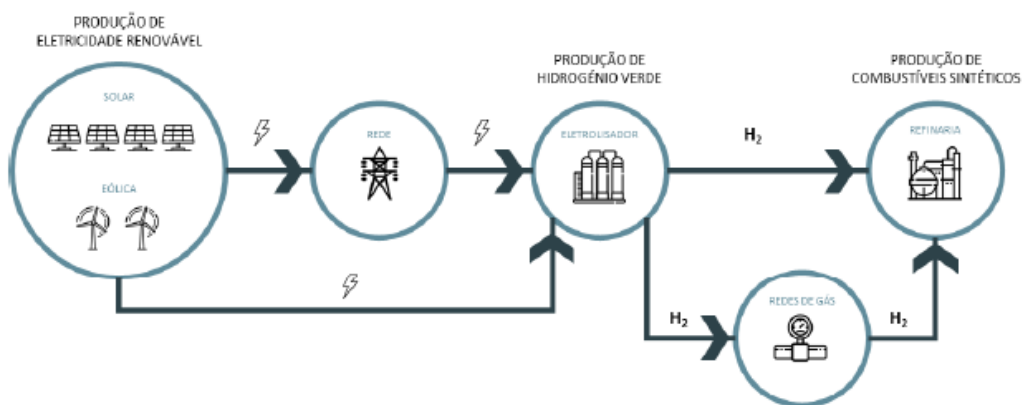 PRODUÇÃO DE
ELETRICIDADE RENOVÁVEL
SOLAR
EÓLICA
REDE
PRODUÇÃO DE
HIDROGÉNIO VERDE
ELETROLISADOR
H₂
PRODUÇÃO DE
COMBUSTÍVEIS SINTÉTICOS
REFINARIA
H₂
REDES DE GÁS
H₂